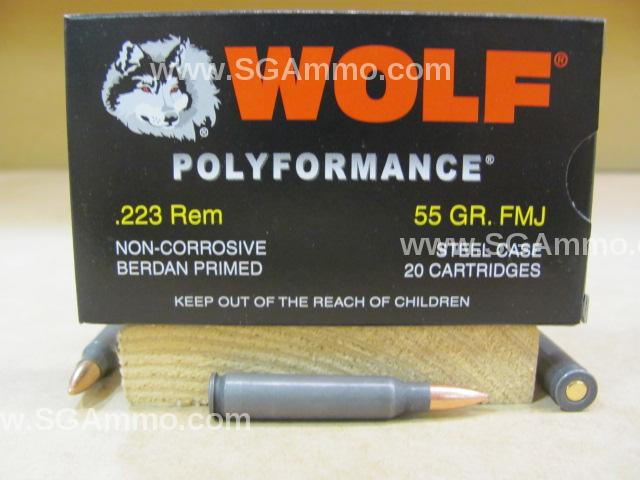 www.SGAmmo.com
WOLF®
®
POLYFORMANCE®
.223 Rem
55 GR. FMJ
www.SGAmmo.com
NON-CORROSIVE
STEEL CASE
BERDAN PRIMED
20 CARTRIDGES
KEEP OUT OF THE REACH OF CHILDREN
www.SGAmmo.com
www.SGAmmo.com